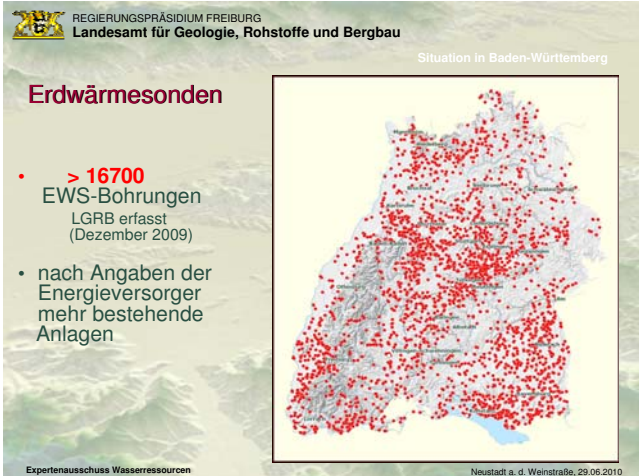 REGIERUNGSPRÄSIDIUM FREIBURG
Landesamt für Geologie, Rohstoffe und Bergbau
Situation in Baden-Württemberg
Erdwärmesonden
• > 16700
EWS-Bohrungen
LGRB erfasst
(Dezember 2009)
• nach Angaben der
Energieversorger
mehr bestehende
Anlagen
Expertenausschuss Wasserressourcen
Neustadt a. d. Weinstraße, 29.06.2010